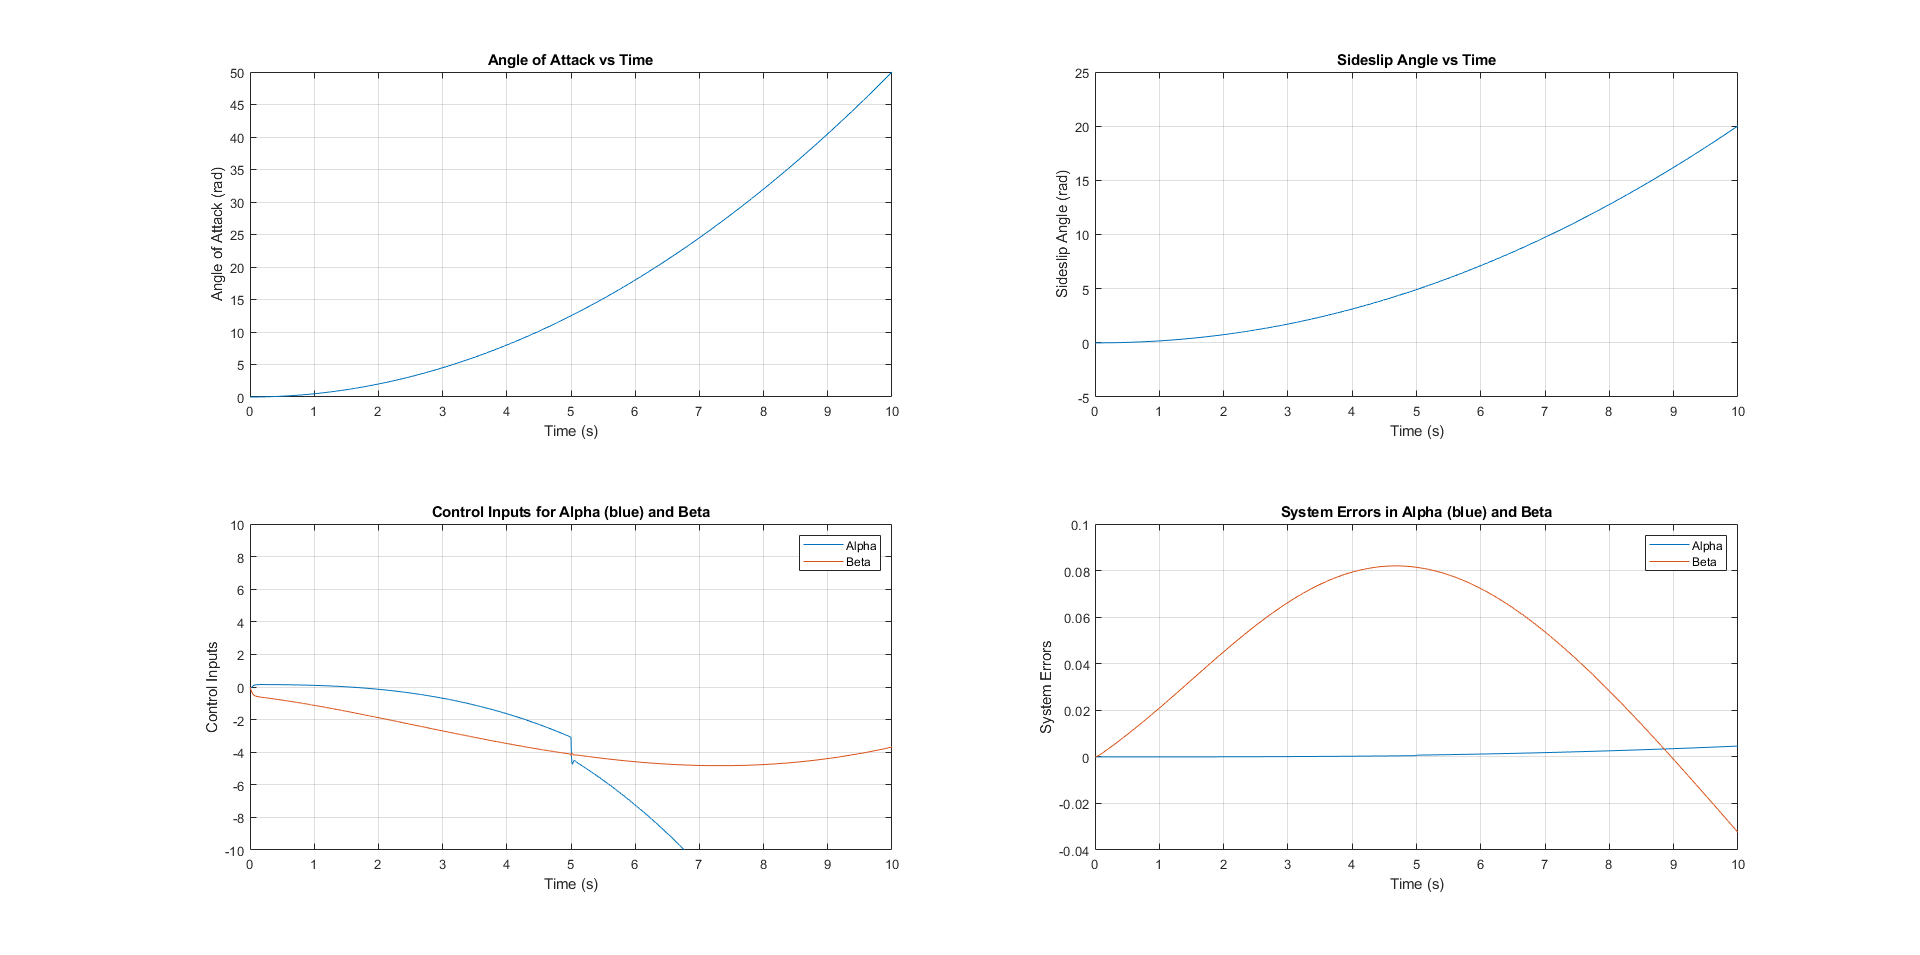 Angle of Attack vs Time
50
45
40
35
30
25
20
15
10
5
0
Angle of Attack (rad)
0 1 2 3 4 5 6 7 8 9 10
Time (s)
Sideslip Angle vs Time
25
20
15
10
5
0
-5
Sideslip Angle (rad)
0 1 2 3 4 5 6 7 8 9 10
Time (s)
Control Inputs for Alpha (blue) and Beta
10
8
6
4
2
0
-2
-4
-6
-8
-10
Control Inputs
Alpha
Beta
0 1 2 3 4 5 6 7 8 9 10
Time (s)
System Errors in Alpha (blue) and Beta
0.1
0.08
0.06
0.04
0.02
0
-0.02
-0.04
System Errors
Alpha
Beta
0 1 2 3 4 5 6 7 8 9 10
Time (s)